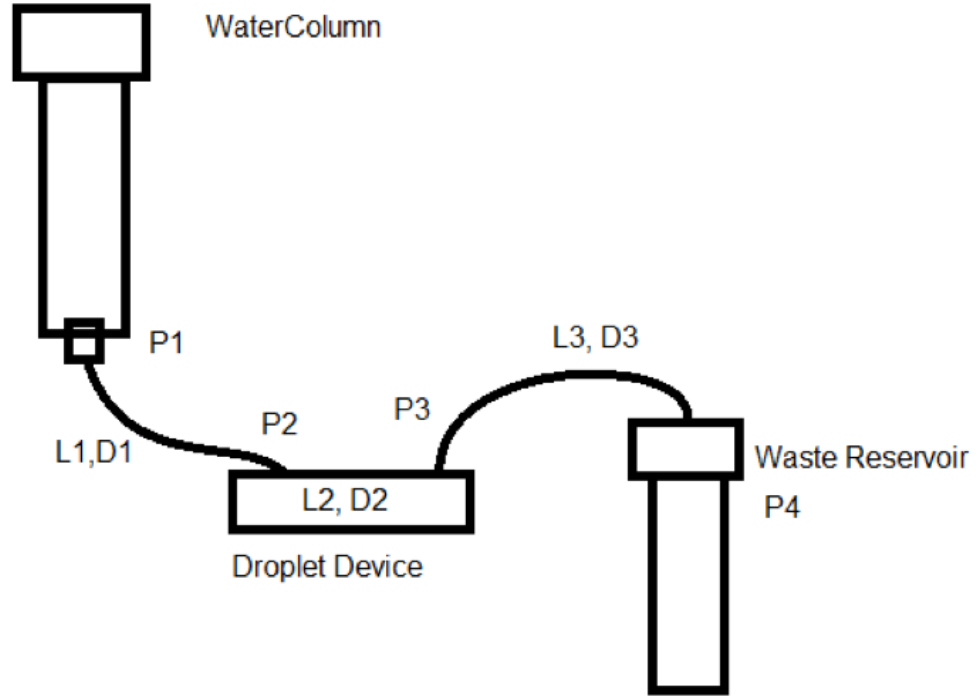 WaterColumn
P1
L3, D3
P2
P3
L1,D1
Waste Reservoir
L2, D2
P4
Droplet Device